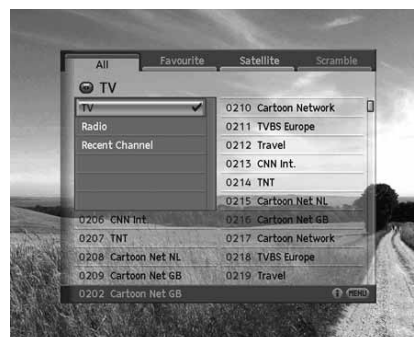 All Favourite Satellite Scramble
TV
TV
Radio
Recent Channel
0206 CNN Int.
0207 TNT
0208 Cartoon Net NL
0209 Cartoon Net GB
0210 Cartoon Network
0211 TVBS Europe
0212 Travel
0213 CNN Int.
0214 TNT
0215 Cartoon Net NL
0216 Cartoon Net GB
0217 Cartoon Network
0218 TVBS Europe
0219 Travel
0202 Cartoon Net GB
i MENU